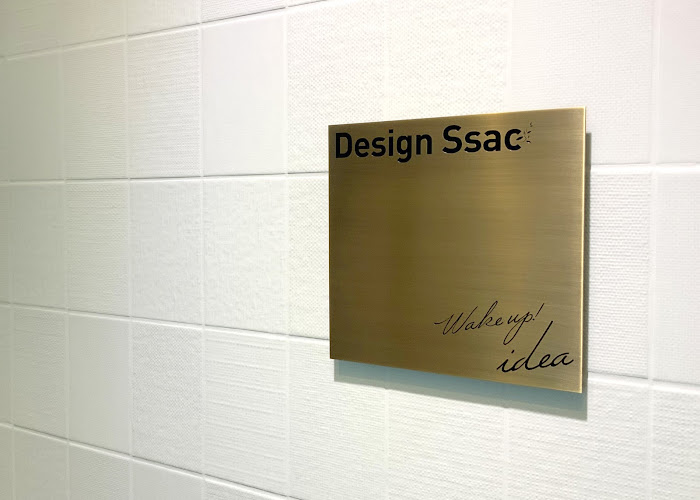 Design Ssac
Wake up!
idea